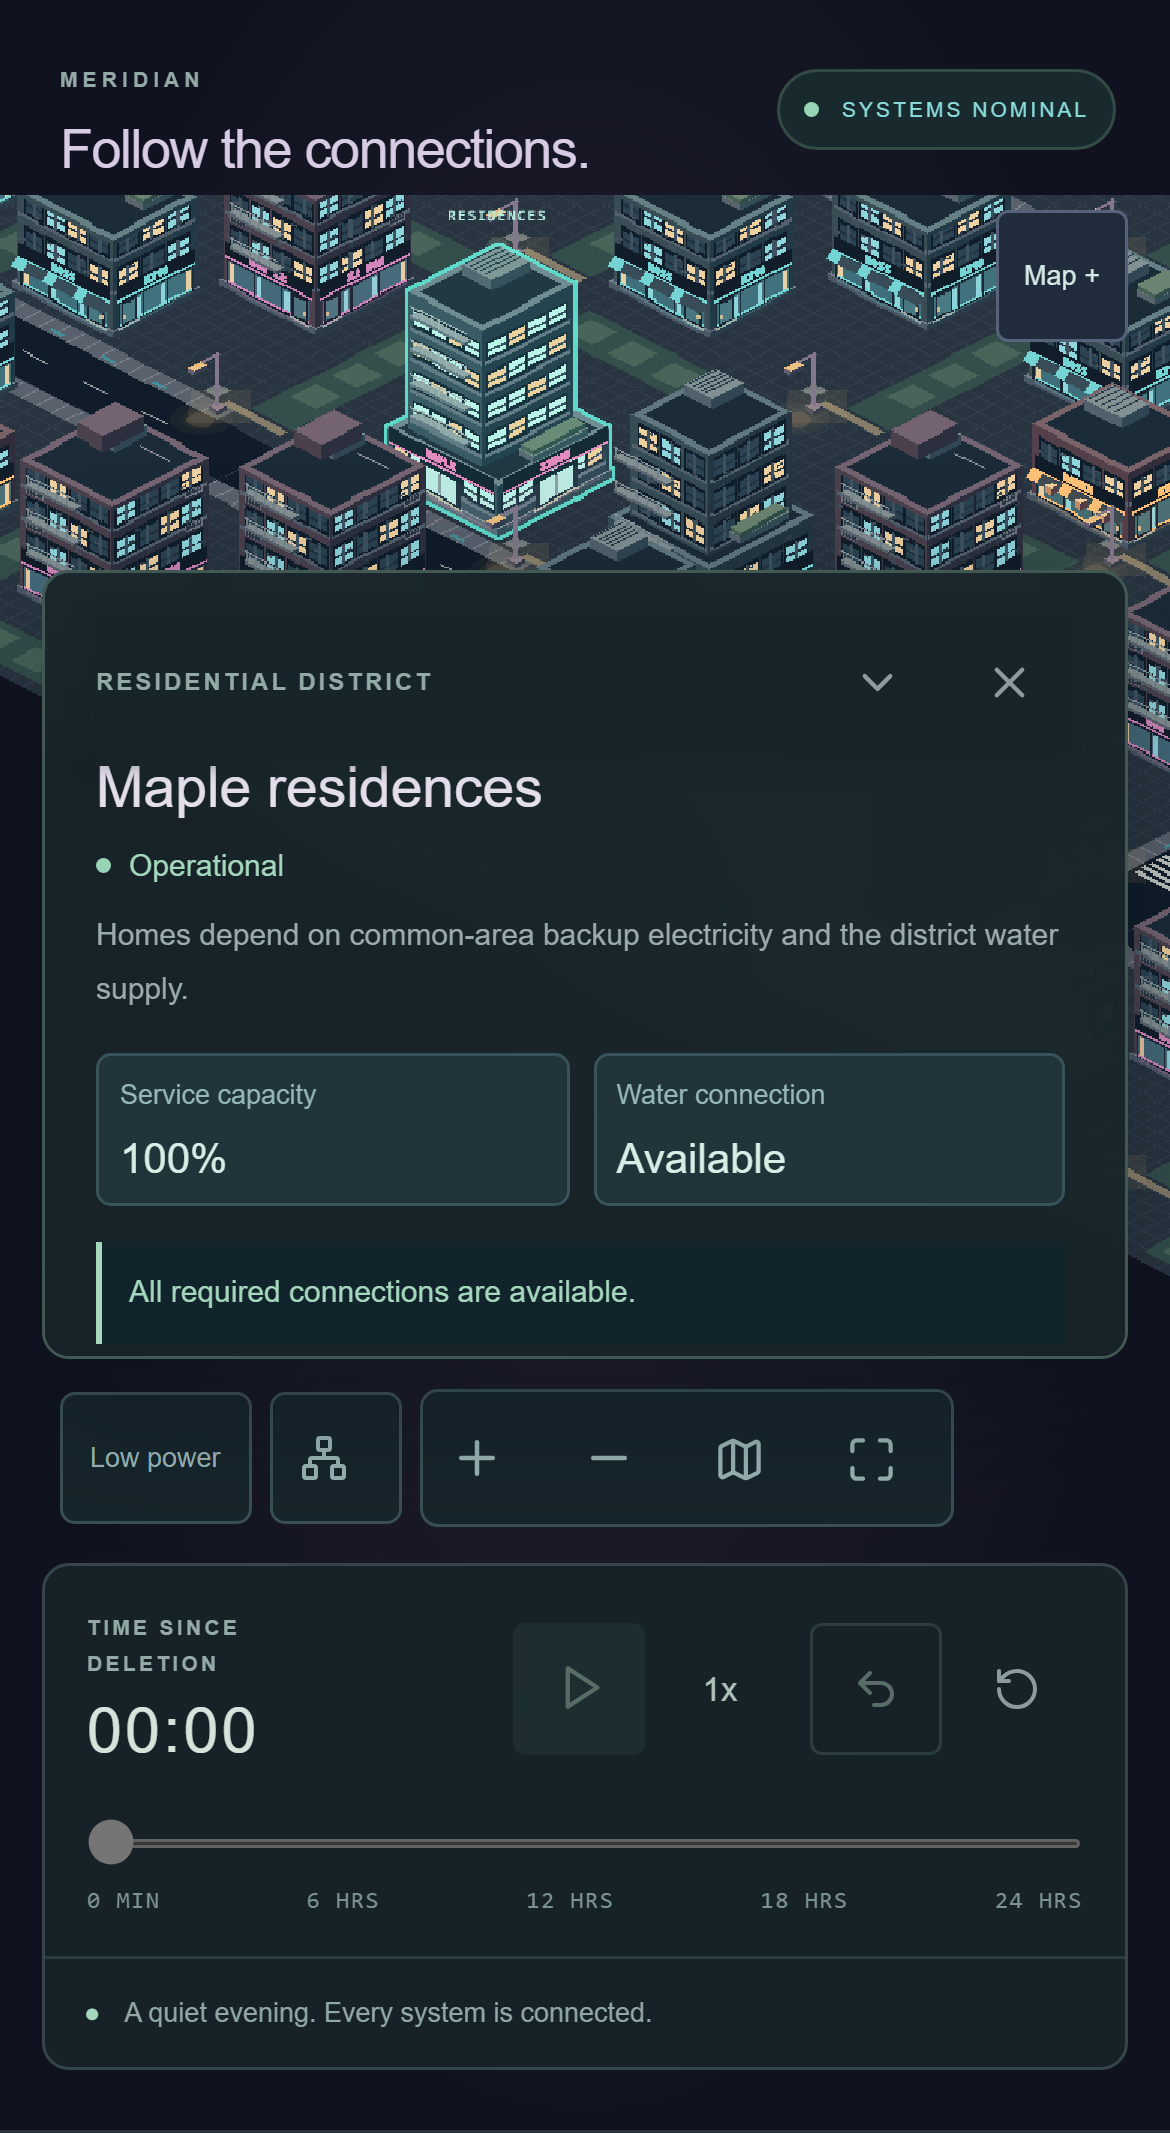 MERIDIAN
Follow the connections.
SYSTEMS NOMINAL
RESIDENCES
Map +
RESIDENTIAL DISTRICT
Maple residences
Operational
Homes depend on common-area backup electricity and the district water
supply.
Service capacity
100%
Water connection
Available
All required connections are available.
Low power
TIME SINCE
DELETION
00:00
1x
0 MIN
6 HRS
12 HRS
18 HRS
24 HRS
A quiet evening. Every system is connected.